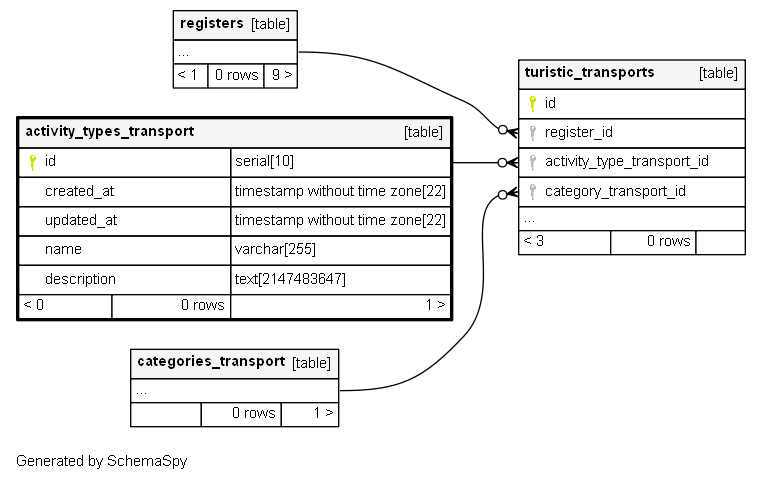 registers [table]
...
< 1 0 rows 9 >
turistic_transports [table]
id
register_id
activity_type_transport_id
category_transport_id
...
< 3 0 rows
activity_types_transport [table]
id serial[10]
created_at timestamp without time zone[22]
updated_at timestamp without time zone[22]
name varchar[255]
description text[2147483647]
< 0 0 rows 1 >
categories_transport [table]
...
0 rows 1 >
Generated by SchemaSpy